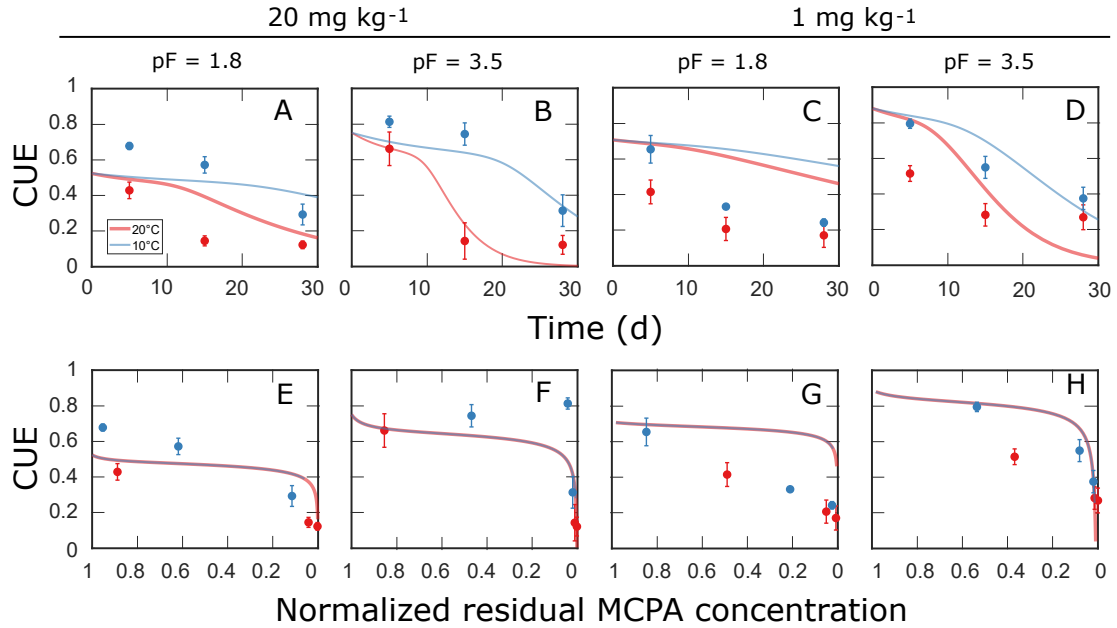 20 mg kg-1 1 mg kg-1
pF = 1.8 pF = 3.5 pF = 1.8 pF = 3.5
1
0.8
0.6
0.4
0.2
0
CUE
A B C D
20°C
10°C
0 10 20 30 0 10 20 30 0 10 20 30 0 10 20 30
Time (d)
1
0.8
0.6
0.4
0.2
0
CUE
E F G H
1 0.8 0.6 0.4 0.2 0 1 0.8 0.6 0.4 0.2 0 1 0.8 0.6 0.4 0.2 0 1 0.8 0.6 0.4 0.2 0
Normalized residual MCPA concentration